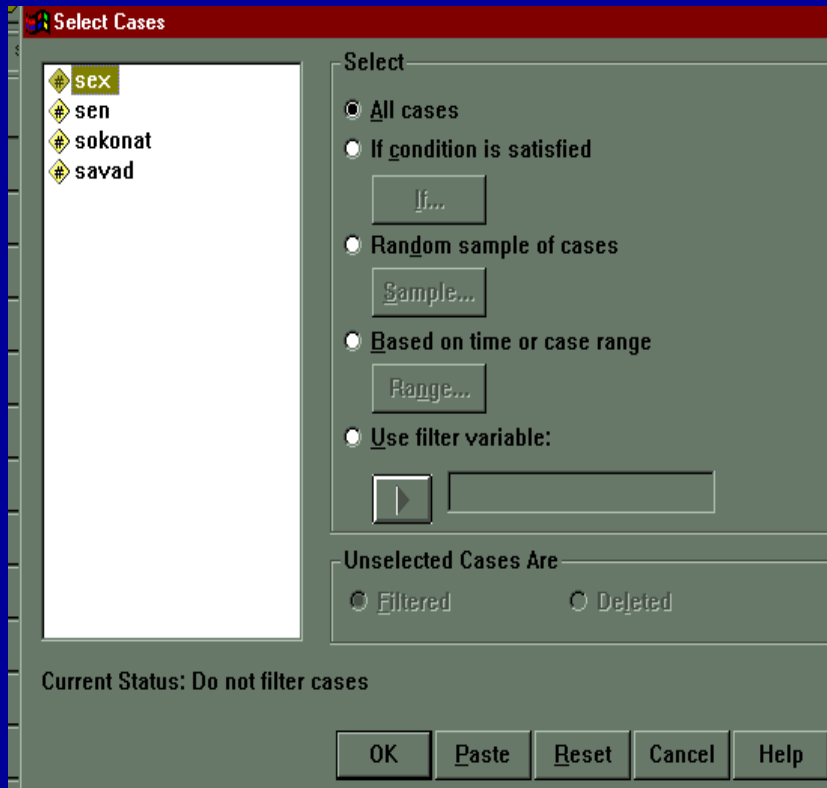 Select Cases
sex
sen
sokonat
savad
Select
All cases
If condition is satisfied
If...
Random sample of cases
Sample...
Based on time or case range
Range...
Use filter variable:
Unselected Cases Are
Filtered Deleted
Current Status: Do not filter cases
OK Paste Reset Cancel Help